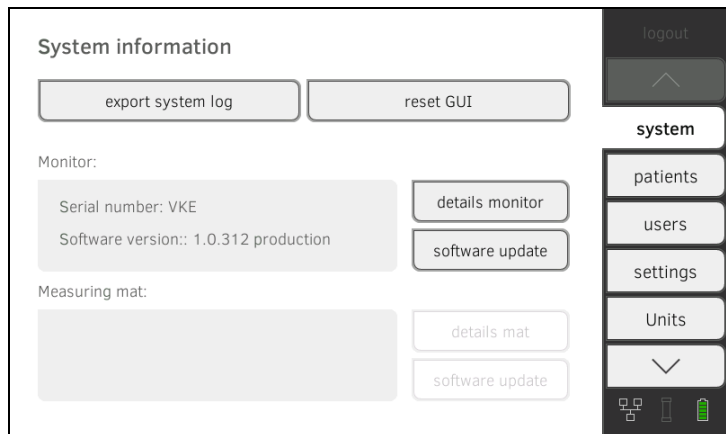 System information
export system log
reset GUI
Monitor:
Serial number: VKE
Software version:: 1.0.312 production
details monitor
software update
Measuring mat:
details mat
software update
logout
system
patients
users
settings
Units